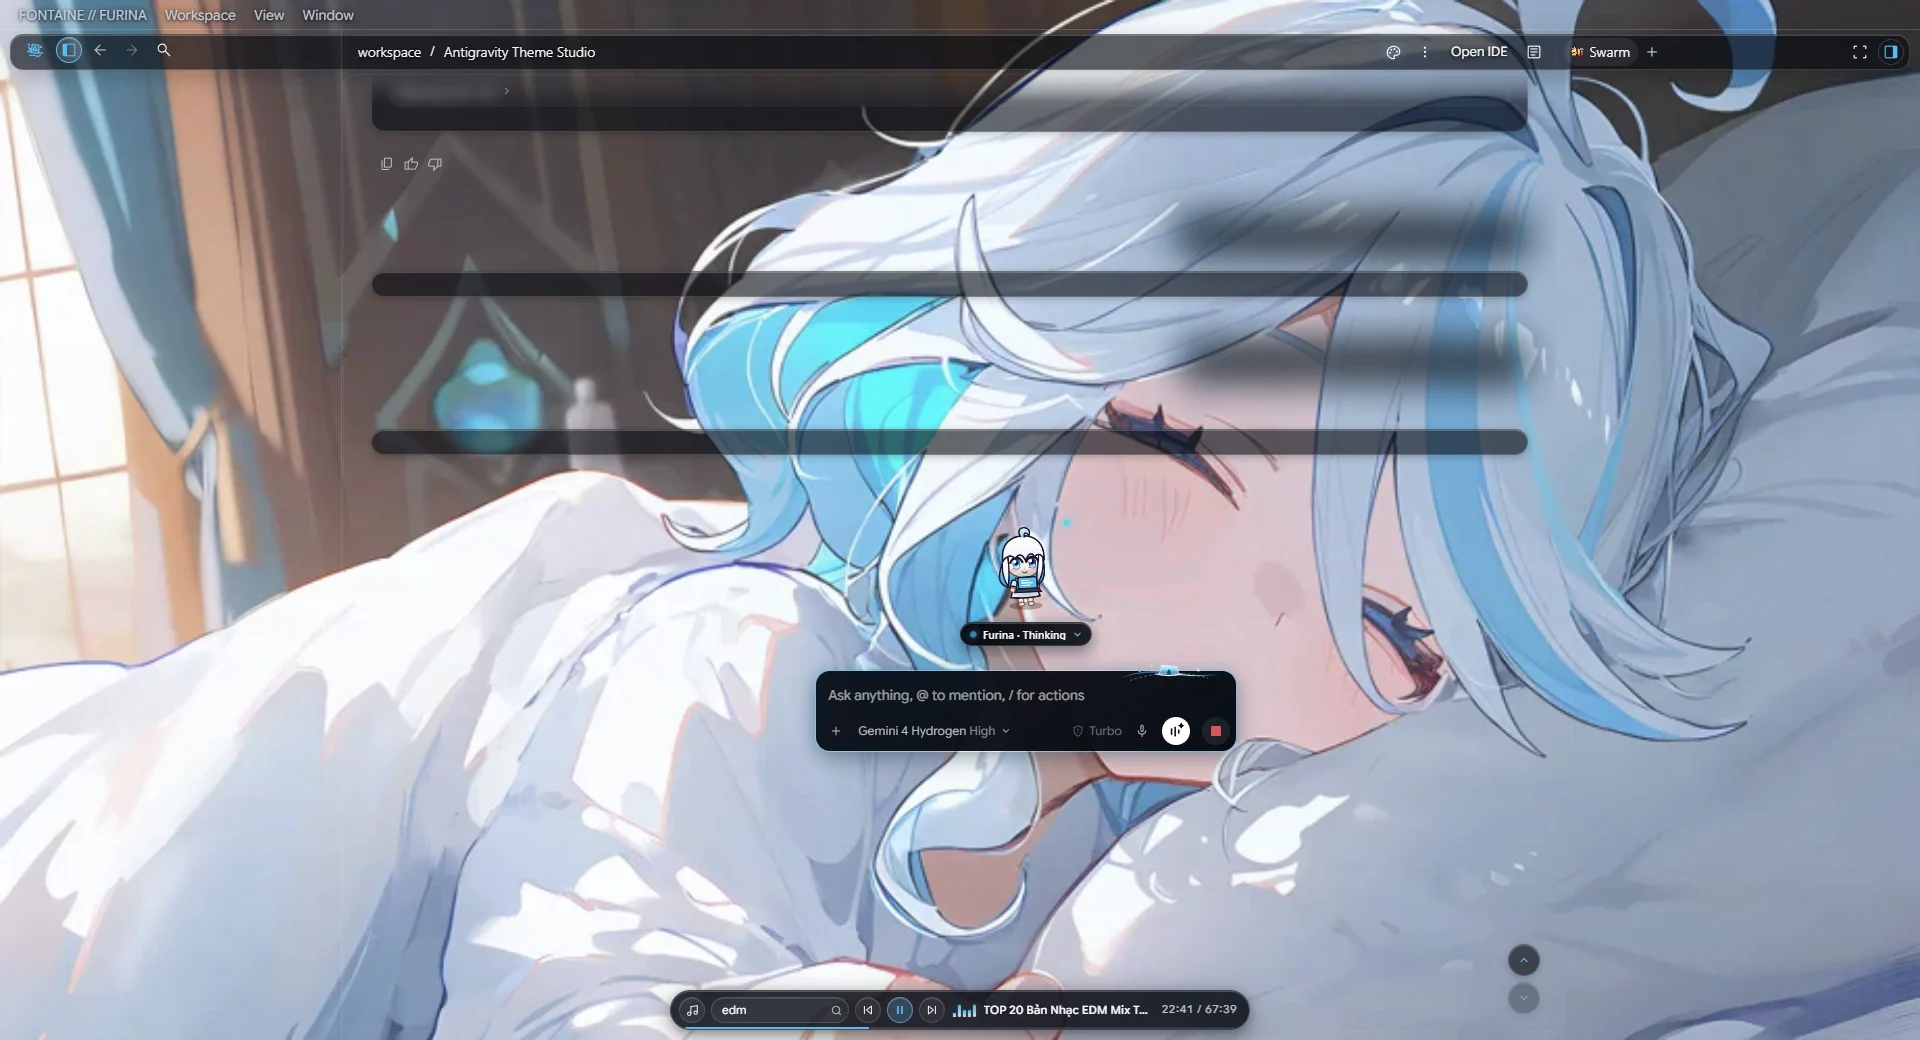 FONTAINE // FURINA Workspace View Window
workspace / Antigravity Theme Studio
Open IDE
Swarm
Furina - Thinking
Ask anything, @ to mention, / for actions
Gemini 4 Hydrogen High
Turbo
edm
TOP 20 Bản Nhạc EDM Mix T...
22:41 / 67:39